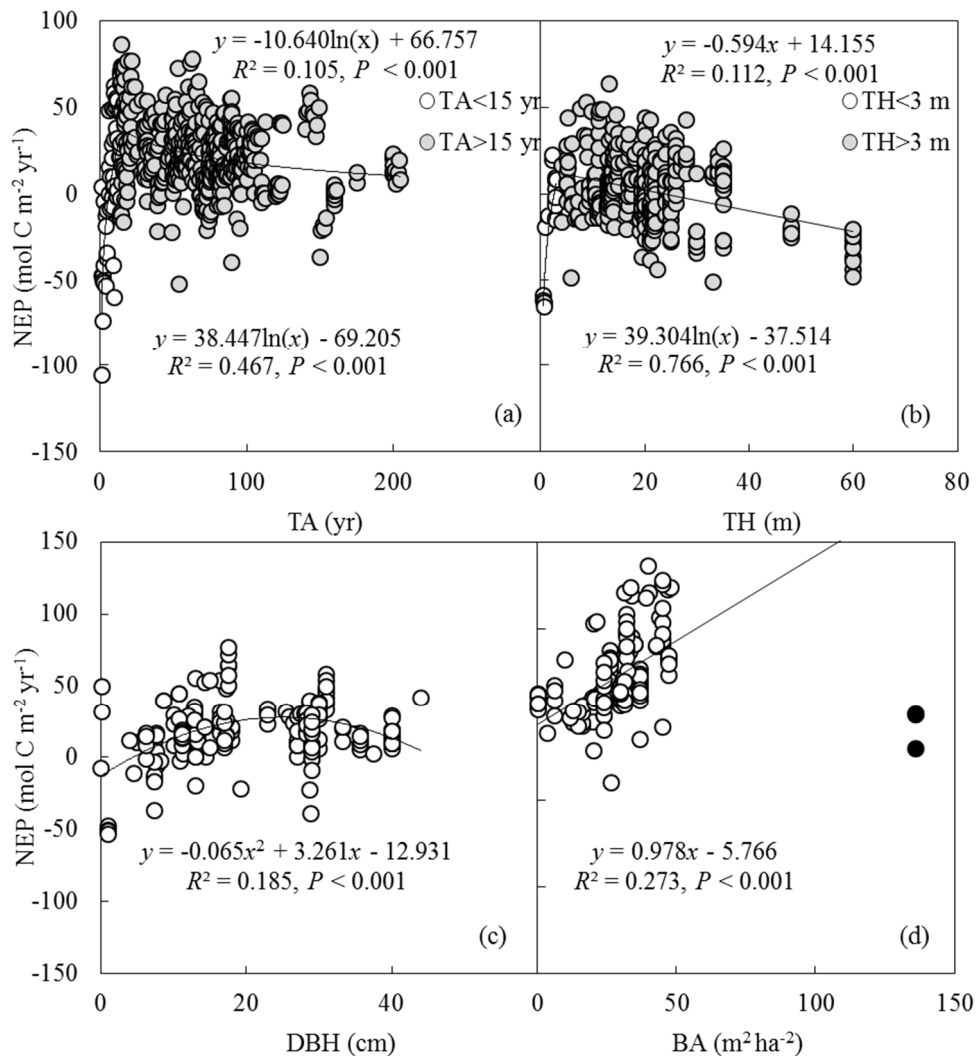 y = -10.640ln(x) + 66.757
R² = 0.105, P < 0.001
TA<15 yr
TA>15 yr
y = 38.447ln(x) - 69.205
R² = 0.467, P < 0.001
(a)
NEP (mol C m⁻² yr⁻¹)
100
50
0
-50
-100
-150
0
100
200
TA (yr)
y = -0.594x + 14.155
R² = 0.112, P < 0.001
TH<3 m
TH>3 m
y = 39.304ln(x) - 37.514
R² = 0.766, P < 0.001
(b)
0
20
40
60
80
TH (m)
NEP (mol C m⁻² yr⁻¹)
150
100
50
0
-50
-100
-150
y = -0.065x² + 3.261x - 12.931
R² = 0.185, P < 0.001
(c)
0
20
40
DBH (cm)
y = 0.978x - 5.766
R² = 0.273, P < 0.001
(d)
0
50
100
150
BA (m² ha⁻²)